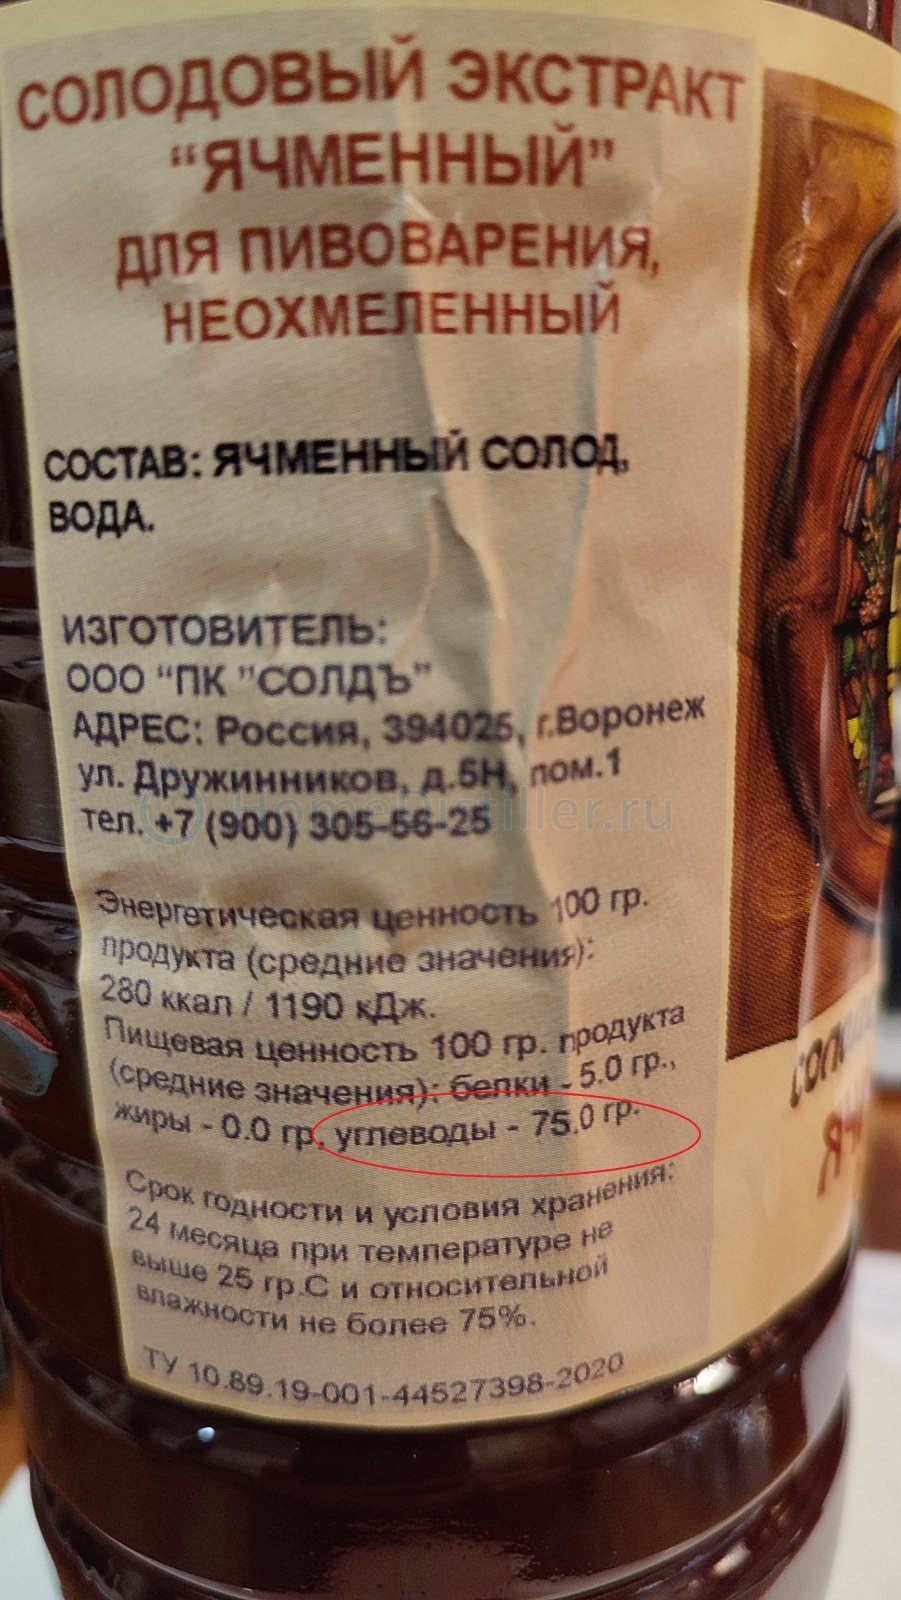 СОЛОДОВЫЙ ЭКСТРАКТ
“ЯЧМЕННЫЙ”
ДЛЯ ПИВОВАРЕНИЯ,
НЕОХМЕЛЕННЫЙ
СОСТАВ: ЯЧМЕННЫЙ СОЛОД,
ВОДА.
ИЗГОТОВИТЕЛЬ:
ООО “ПК ”СОЛДЪ”
АДРЕС: Россия, 394025, г.Воронеж
ул. Дружинников, д.5Н, пом.1
тел. +7 (900) 305-56-25
Энергетическая ценность 100 гр.
продукта (средние значения):
280 ккал / 1190 кДж.
Пищевая ценность 100 гр. продукта
(средние значения): белки - 5.0 гр.,
жиры - 0.0 гр, углеводы - 75.0 гр.
Срок годности и условия хранения:
24 месяца при температуре не
выше 25 гр.С и относительной
влажности не более 75%.
ТУ 10.89.19-001-44527398-2020